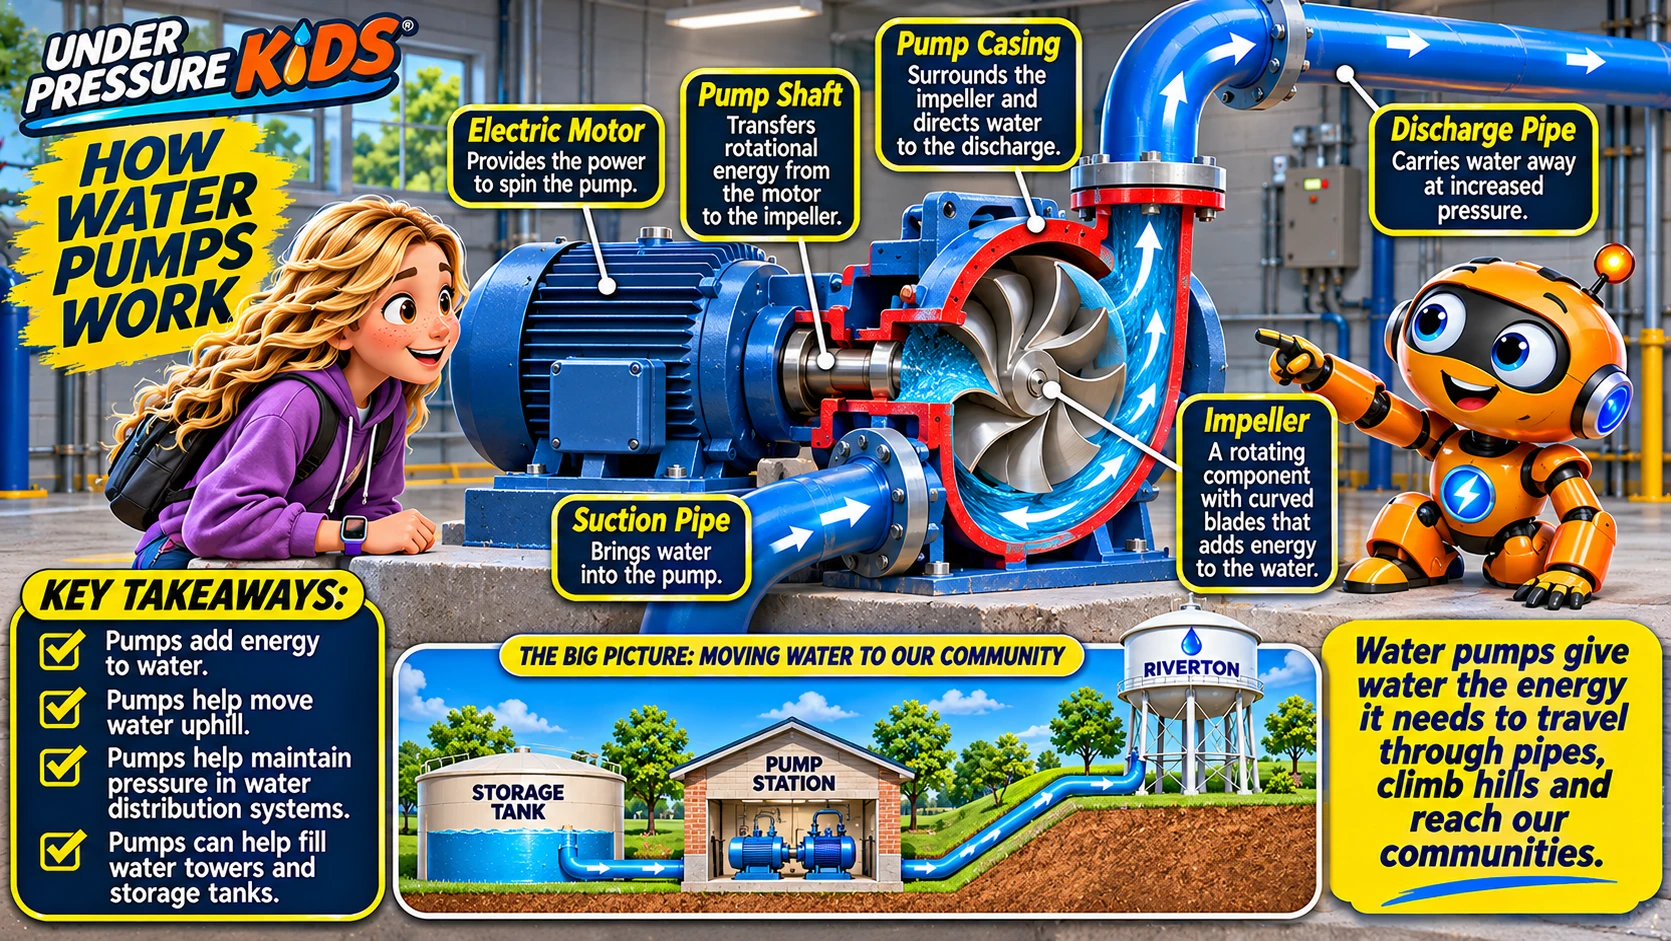 UNDER
PRESSURE KiDS®
HOW
WATER
PUMPS
WORK
Electric Motor
Provides the power
to spin the pump.
Pump Shaft
Transfers
rotational
energy from
the motor
to the impeller.
Pump Casing
Surrounds the
impeller and
directs water
to the discharge.
Discharge Pipe
Carries water away
at increased
pressure.
Impeller
A rotating
component
with curved
blades that
adds energy
to the water.
Suction Pipe
Brings water
into the pump.
KEY TAKEAWAYS:
Pumps add energy
to water.
Pumps help move
water uphill.
Pumps help maintain
pressure in water
distribution systems.
Pumps can help fill
water towers and
storage tanks.
THE BIG PICTURE: MOVING WATER TO OUR COMMUNITY
STORAGE
TANK
PUMP
STATION
RIVERTON
Water pumps give
water the energy
it needs to travel
through pipes,
climb hills and
reach our
communities.